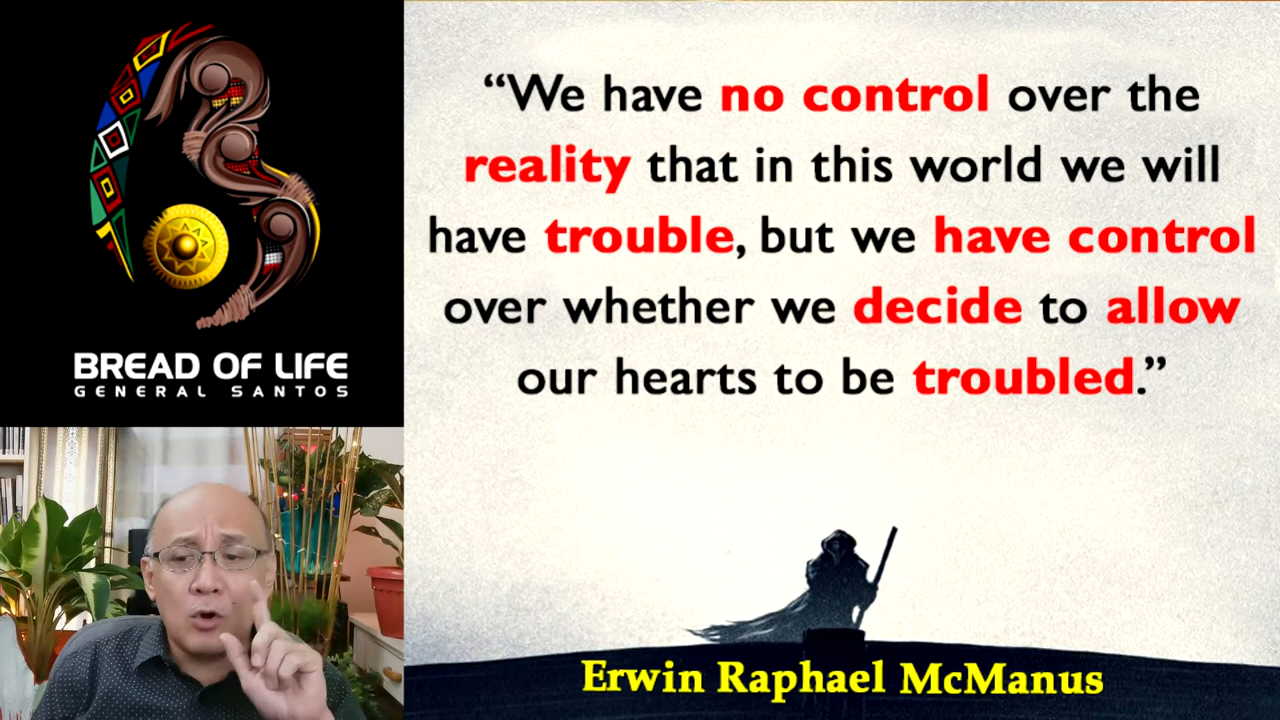 BREAD OF LIFE
GENERAL SANTOS
“We have no control over the
reality that in this world we will
have trouble, but we have control
over whether we decide to allow
our hearts to be troubled.”
Erwin Raphael McManus